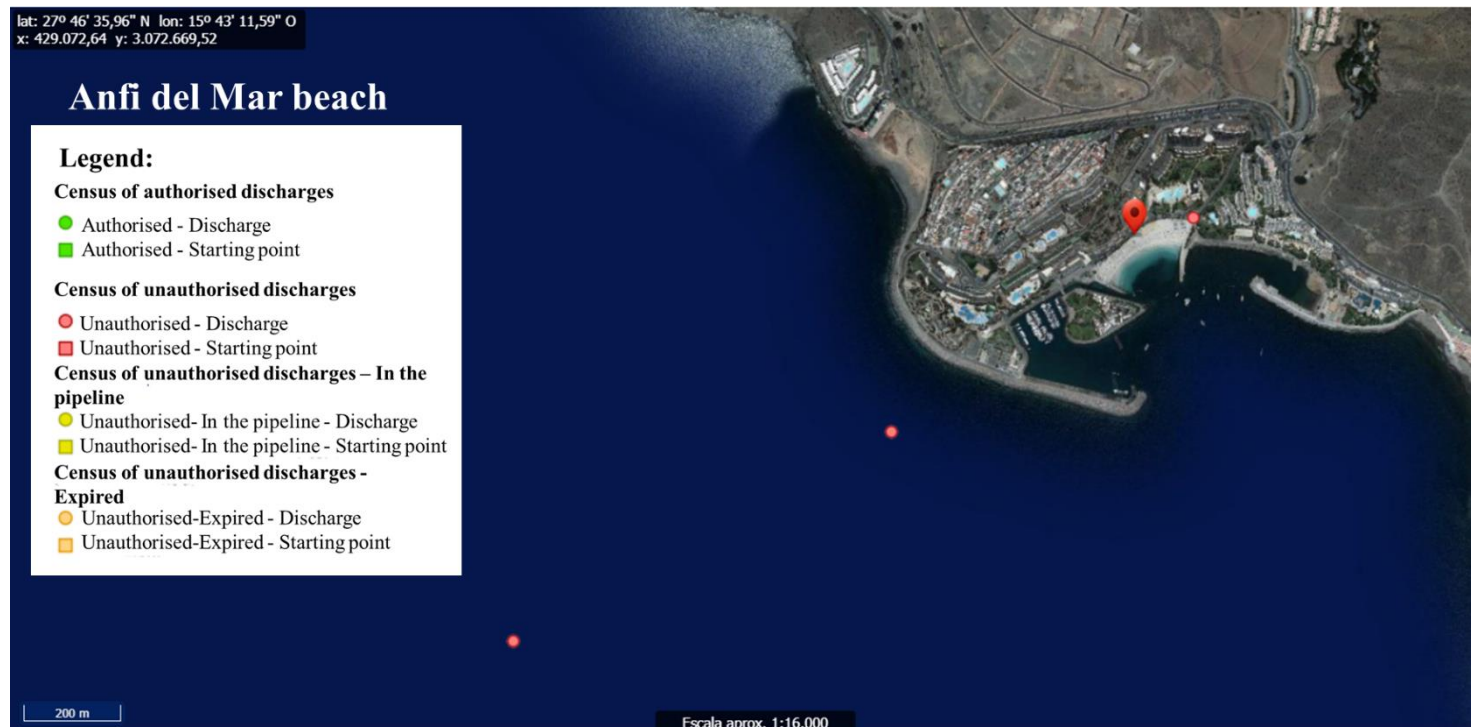 lat: 27º 46' 35,96" N lon: 15º 43' 11,59" O
x: 429.072,64 y: 3.072.669,52
Anfi del Mar beach
Legend:
Census of authorised discharges
Authorised - Discharge
Authorised - Starting point
Census of unauthorised discharges
Unauthorised - Discharge
Unauthorised - Starting point
Census of unauthorised discharges – In the
pipeline
Unauthorised- In the pipeline - Discharge
Unauthorised- In the pipeline - Starting point
Census of unauthorised discharges -
Expired
Unauthorised-Expired - Discharge
Unauthorised-Expired - Starting point
200 m
Escala aprox. 1:16.000